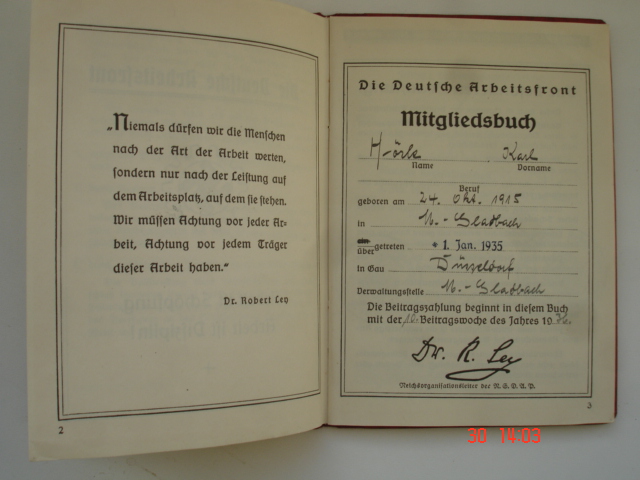 „Niemals dürfen wir die Menschen
nach der Art der Arbeit werten,
sondern nur nach der Leistung auf
dem Arbeitsplatz, auf dem sie stehen.
Wir müssen Achtung vor jeder Ar-
beit, Achtung vor jedem Träger
dieser Arbeit haben.“
Dr. Robert Ley
2
Die Deutsche Arbeitsfront
Mitgliedsbuch
Karl
Name Vorname
Beruf
geboren am 24. Okt. 1915
in M.-Gladbach
übergetreten * 1. Jan. 1935
in Gau Düsseldorf
Verwaltungsstelle M.-Gladbach
Die Beitragszahlung beginnt in diesem Buch
mit der 10. Beitragswoche des Jahres 19
Dr. R. Ley
Reichsorganisationsleiter der N.S.D.A.P.
3
30 14:03